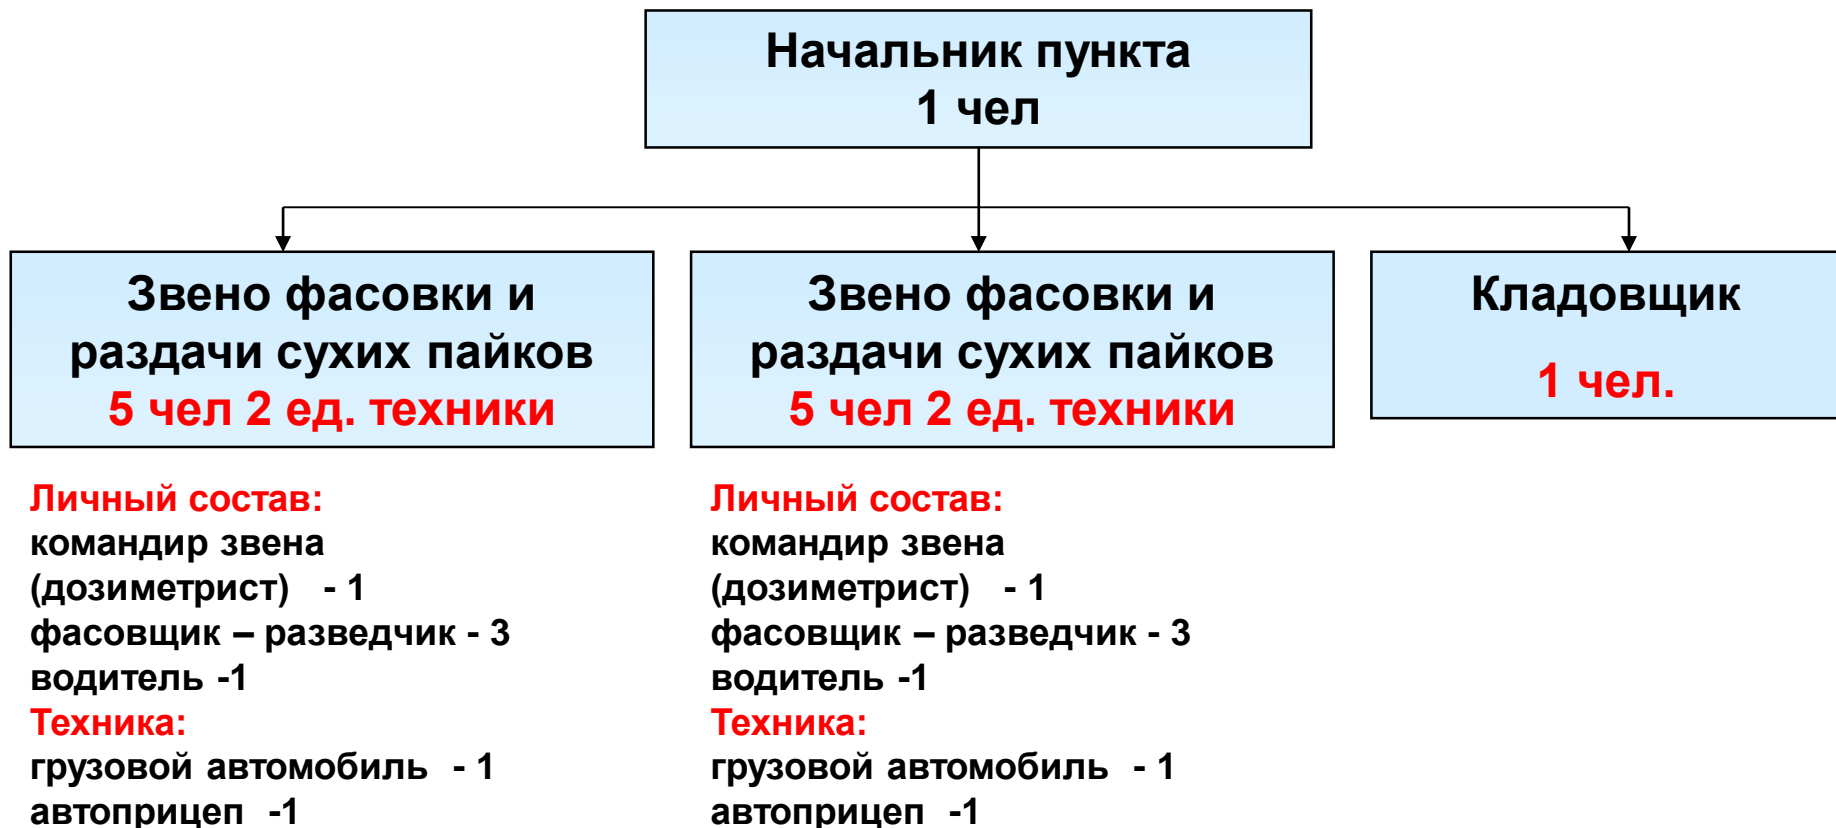 Начальник пункта
1 чел
Звено фасовки и
раздачи сухих пайков
5 чел 2 ед. техники
Звено фасовки и
раздачи сухих пайков
5 чел 2 ед. техники
Кладовщик
1 чел.
Личный состав:
командир звена
(дозиметрист) - 1
фасовщик – разведчик - 3
водитель -1
Техника:
грузовой автомобиль - 1
автоприцеп -1
Личный состав:
командир звена
(дозиметрист) - 1
фасовщик – разведчик - 3
водитель -1
Техника:
грузовой автомобиль - 1
автоприцеп -1